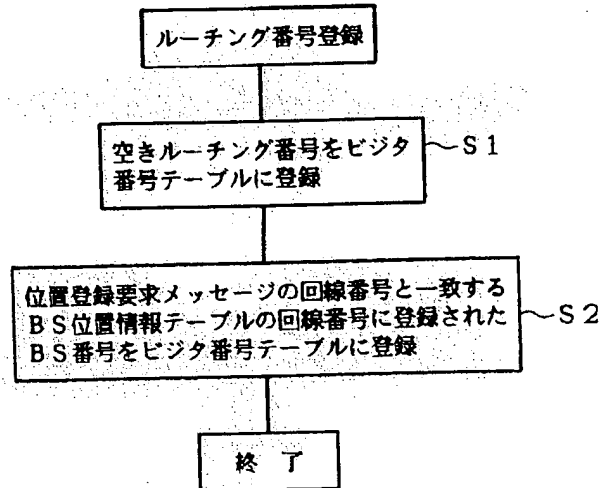 ルーチング番号登録
空きルーチング番号をビジタ
番号テーブルに登録
～S1
位置登録要求メッセージの回線番号と一致する
BS位置情報テーブルの回線番号に登録された
BS番号をビジタ番号テーブルに登録
～S2
終了